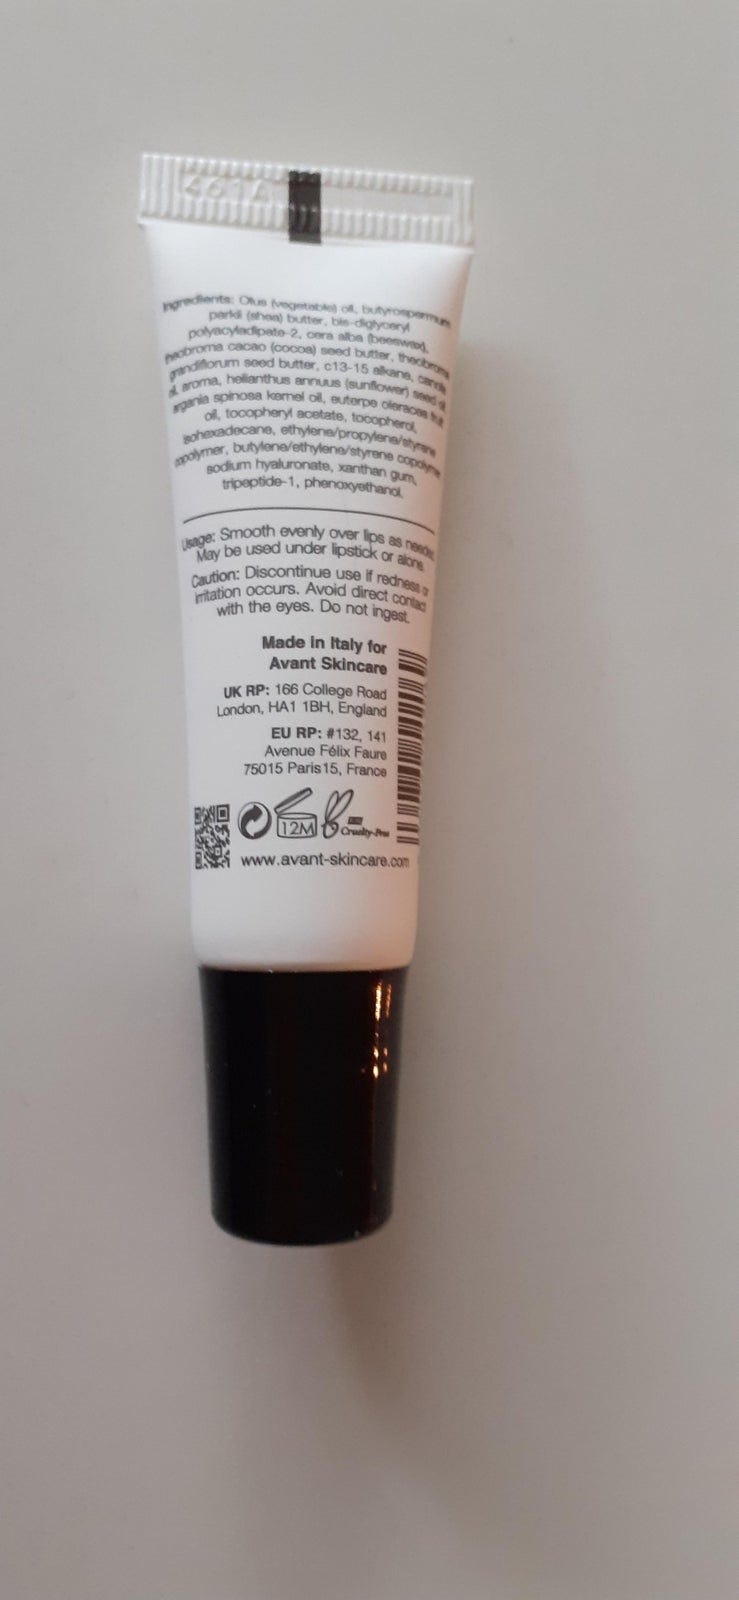 461A
Ingredients: Olus (vegetable) oil, butyrospermum
parkii (shea) butter, bis-diglyceryl
polyacyladipate-2, cera alba (beeswax),
theobroma cacao (cocoa) seed butter, theobroma
grandiflorum seed butter, c13-15 alkane, canola
oil, aroma, helianthus annuus (sunflower) seed oil
argania spinosa kernel oil, euterpe oleracea fruit
oil, tocopheryl acetate, tocopherol,
isohexadecane, ethylene/propylene/styrene
copolymer, butylene/ethylene/styrene copolymer
sodium hyaluronate, xanthan gum,
tripeptide-1, phenoxyethanol.
Usage: Smooth evenly over lips as needed
May be used under lipstick or alone.
Caution: Discontinue use if redness or
irritation occurs. Avoid direct contact
with the eyes. Do not ingest.
Made in Italy for
Avant Skincare
UK RP: 166 College Road
London, HA1 1BH, England
EU RP: #132, 141
Avenue Félix Faure
75015 Paris15, France
12M
Cruelty-Free
www.avant-skincare.com